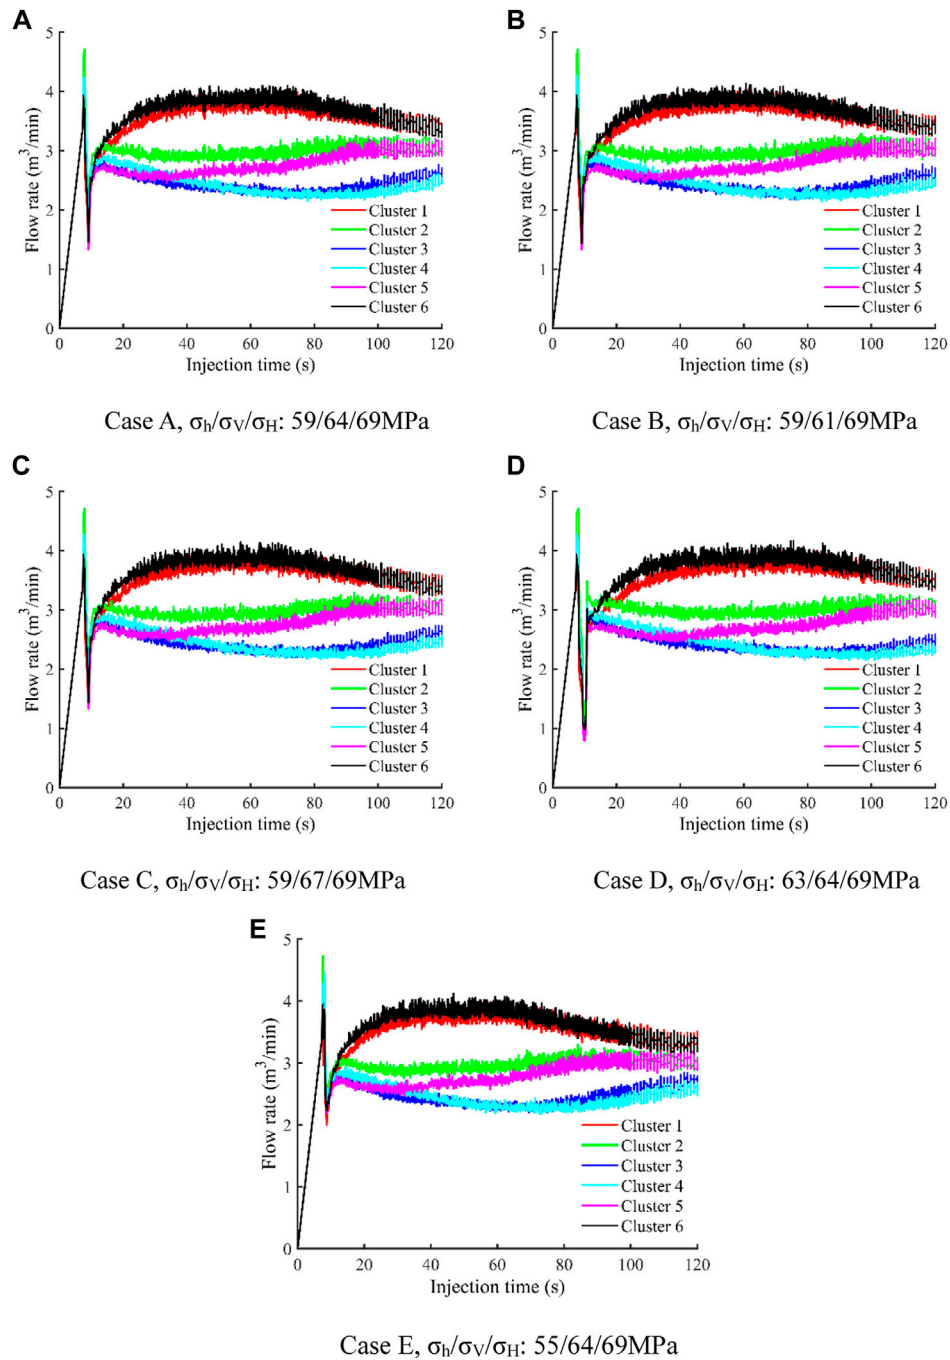 A
Flow rate (m³/min)
5
4
3
2
1
0
Cluster 1
Cluster 2
Cluster 3
Cluster 4
Cluster 5
Cluster 6
0 20 40 60 80 100 120
Injection time (s)
Case A, σh/σV/σH: 59/64/69MPa
B
Flow rate (m³/min)
5
4
3
2
1
0
Cluster 1
Cluster 2
Cluster 3
Cluster 4
Cluster 5
Cluster 6
0 20 40 60 80 100 120
Injection time (s)
Case B, σh/σV/σH: 59/61/69MPa
C
Flow rate (m³/min)
5
4
3
2
1
0
Cluster 1
Cluster 2
Cluster 3
Cluster 4
Cluster 5
Cluster 6
0 20 40 60 80 100 120
Injection time (s)
Case C, σh/σV/σH: 59/67/69MPa
D
Flow rate (m³/min)
5
4
3
2
1
0
Cluster 1
Cluster 2
Cluster 3
Cluster 4
Cluster 5
Cluster 6
0 20 40 60 80 100 120
Injection time (s)
Case D, σh/σV/σH: 63/64/69MPa
E
Flow rate (m³/min)
5
4
3
2
1
0
Cluster 1
Cluster 2
Cluster 3
Cluster 4
Cluster 5
Cluster 6
0 20 40 60 80 100 120
Injection time (s)
Case E, σh/σV/σH: 55/64/69MPa